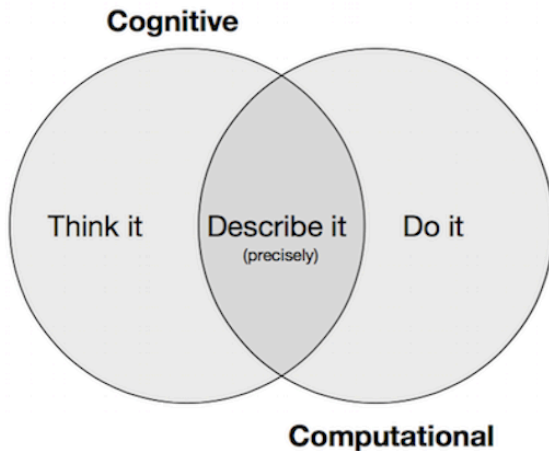 Cognitive
Think it
Describe it
(precisely)
Do it
Computational